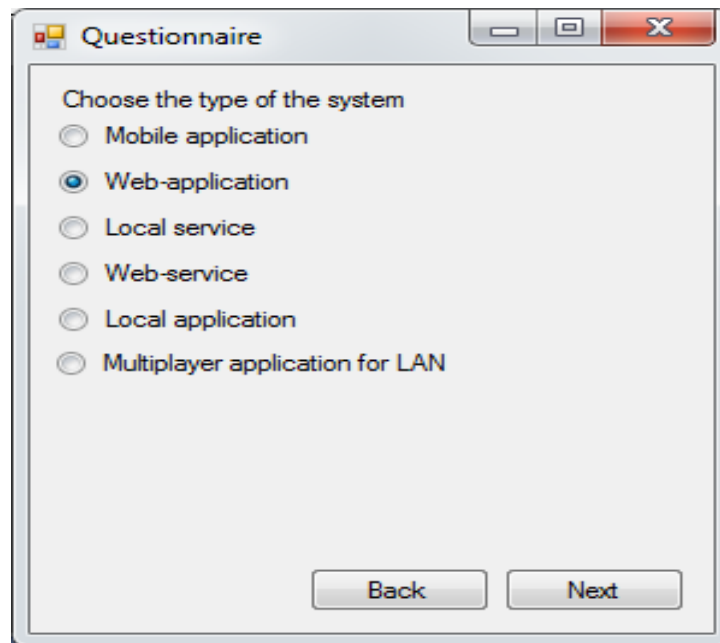 Questionnaire
Choose the type of the system
Mobile application
Web-application
Local service
Web-service
Local application
Multiplayer application for LAN
Back Next